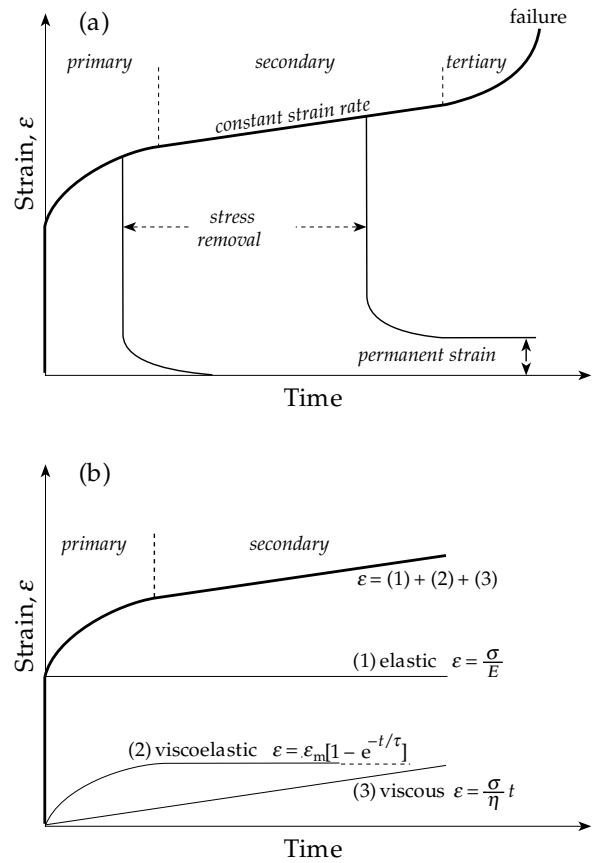 (a)
failure
primary
secondary
tertiary
constant strain rate
Strain, ε
stress
removal
permanent strain
Time
(b)
primary
secondary
ε = (1) + (2) + (3)
Strain, ε
(1) elastic ε = σ/E
(2) viscoelastic ε = εm[1 − e−t/τ]
(3) viscous ε = σ/η t
Time